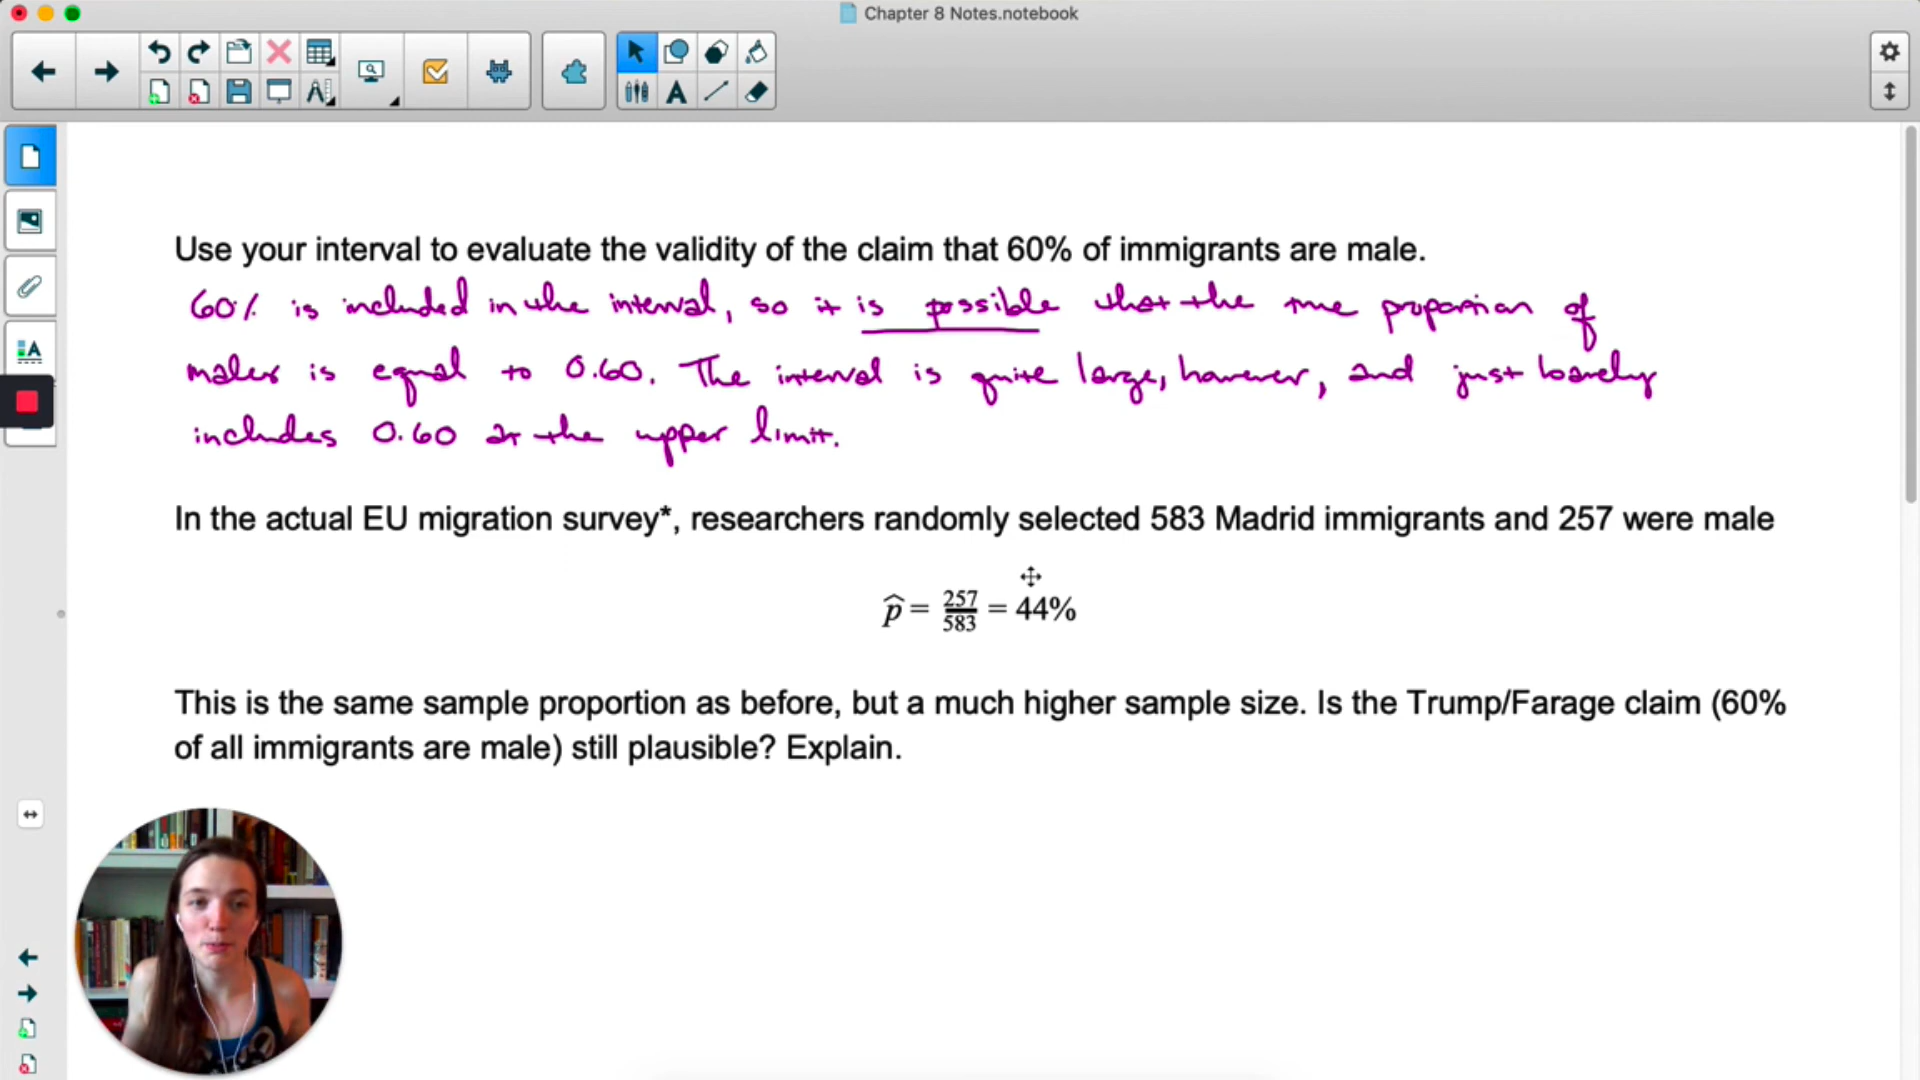 Chapter 8 Notes.notebook
Use your interval to evaluate the validity of the claim that 60% of immigrants are male.
60% is included in the interval, so it is possible that the true proportion of
males is equal to 0.60. The interval is quite large, however, and just barely
includes 0.60 at the upper limit.
In the actual EU migration survey*, researchers randomly selected 583 Madrid immigrants and 257 were male
p̂ = 257/583 = 44%
This is the same sample proportion as before, but a much higher sample size. Is the Trump/Farage claim (60%
of all immigrants are male) still plausible? Explain.